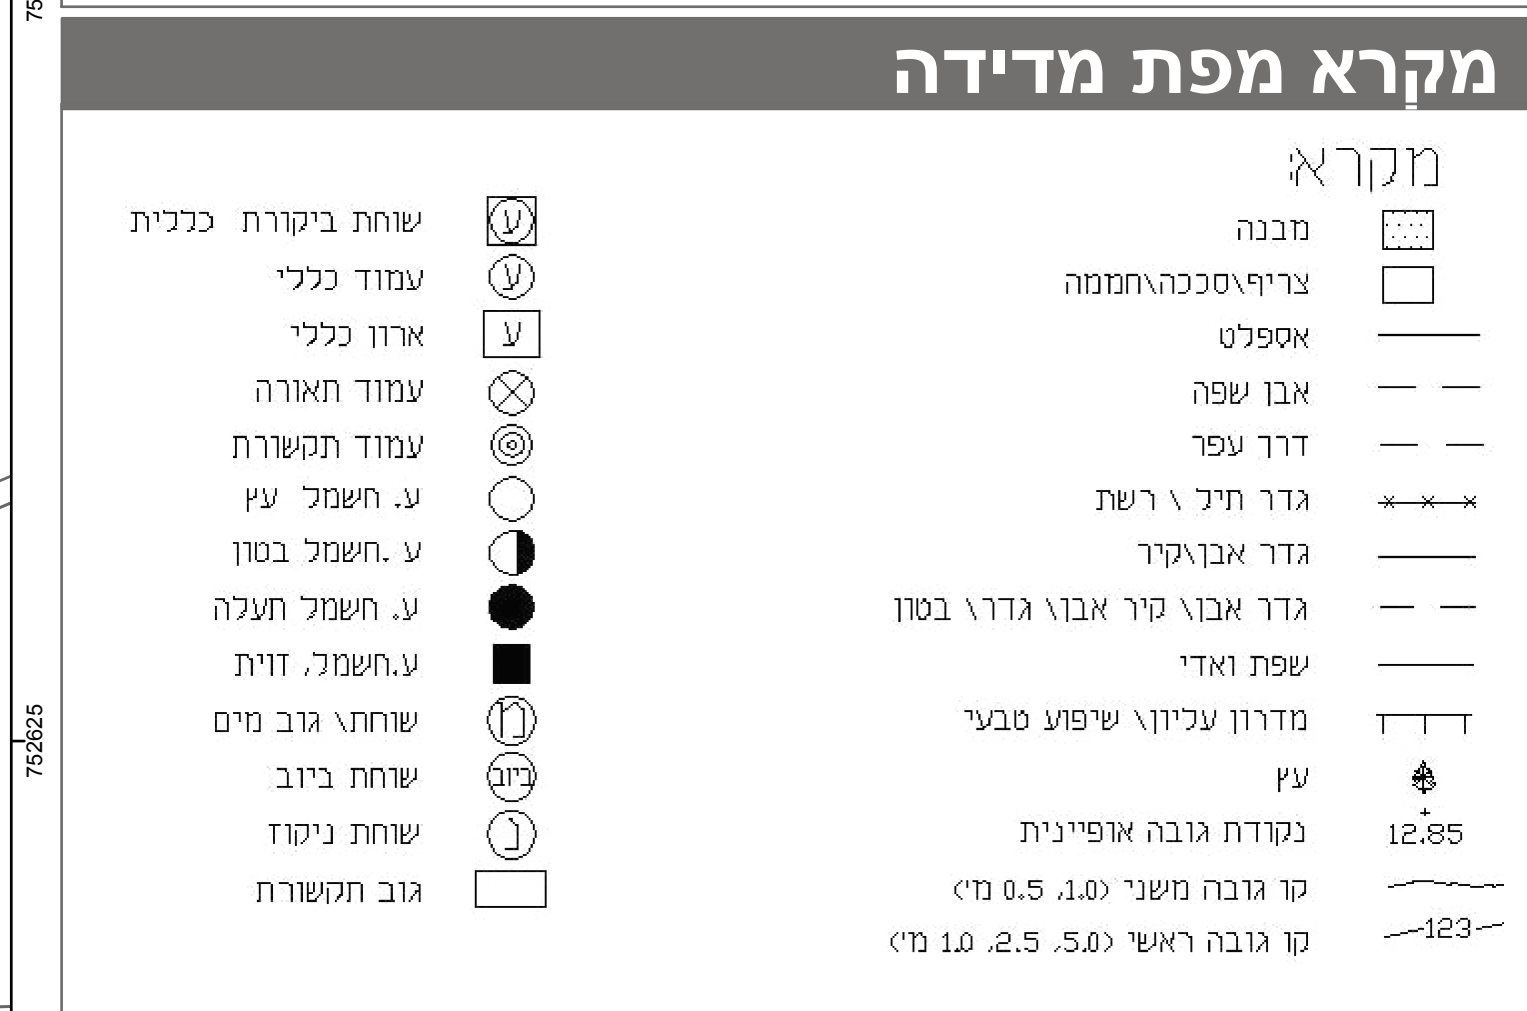 מקרא מפת מדידה
מקרא:
מבנה
צריף\סככה\חממה
אספלט
אבן שפה
דרך עפר
גדר תיל \ רשת
גדר אבן\קיר
גדר אבן\ קיר אבן\ גדר\ בטון
שפת ואדי
מדרון עליון\ שיפוע טבעי
עץ
12.85 נקודת גובה אופיינית
קו גובה משני (1.0, 0.5 מ')
123 קו גובה ראשי (5.0, 2.5, 1.0 מ')
ע שוחת ביקורת כללית
ע עמוד כללי
ע ארון כללי
עמוד תאורה
עמוד תקשורת
ע. חשמל עץ
ע .חשמל בטון
ע. חשמל תעלה
ע.חשמל, זוית
מ שוחת\ גוב מים
ביוב שוחת ביוב
נ שוחת ניקוז
גוב תקשורת
752625